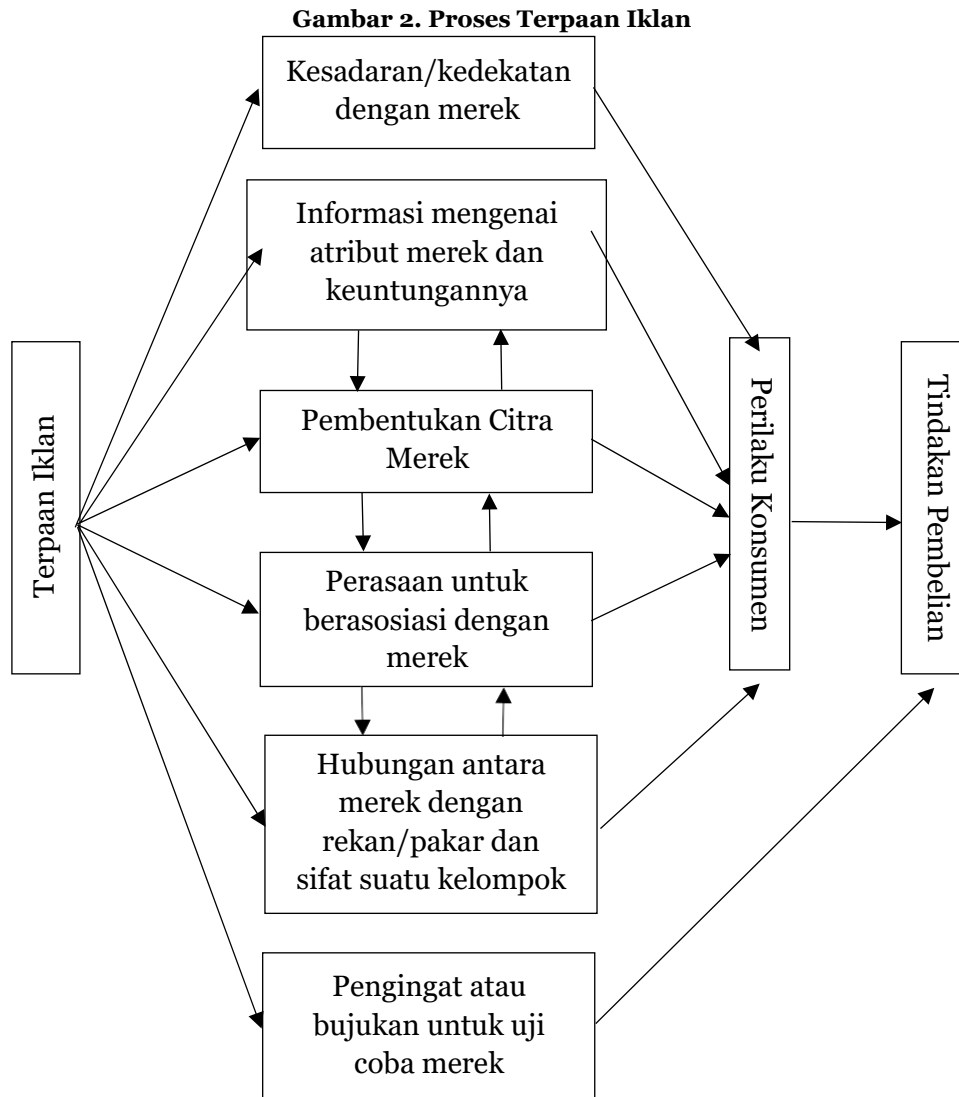 Gambar 2. Proses Terpaan Iklan
Kesadaran/kedekatan
dengan merek
Informasi mengenai
atribut merek dan
keuntungannya
Terpaan Iklan
Pembentukan Citra
Merek
Perilaku Konsumen
Tindakan Pembelian
Perasaan untuk
berasosiasi dengan
merek
Hubungan antara
merek dengan
rekan/pakar dan
sifat suatu kelompok
Pengingat atau
bujukan untuk uji
coba merek